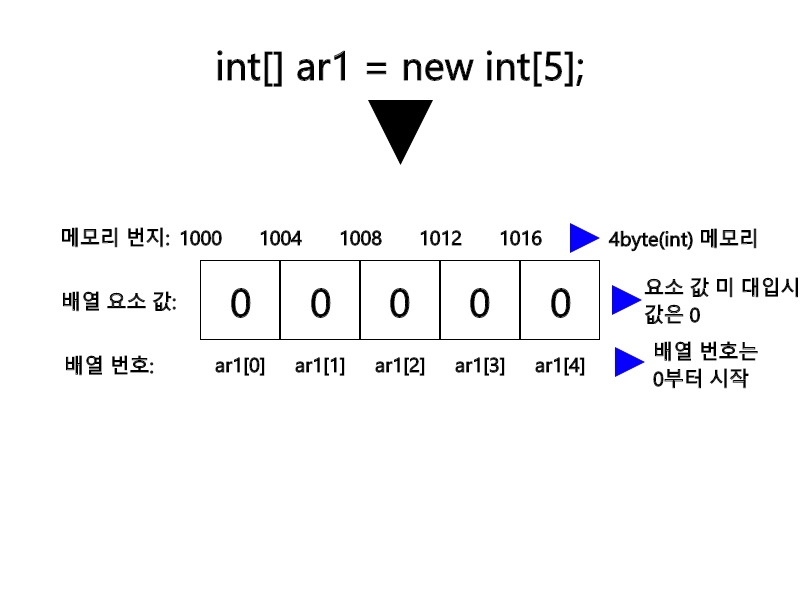 int[] ar1 = new int[5];
메모리 번지: 1000 1004 1008 1012 1016 4byte(int) 메모리
배열 요소 값: 0 0 0 0 0 요소 값 미 대입시
값은 0
배열 번호: ar1[0] ar1[1] ar1[2] ar1[3] ar1[4] 배열 번호는
0부터 시작